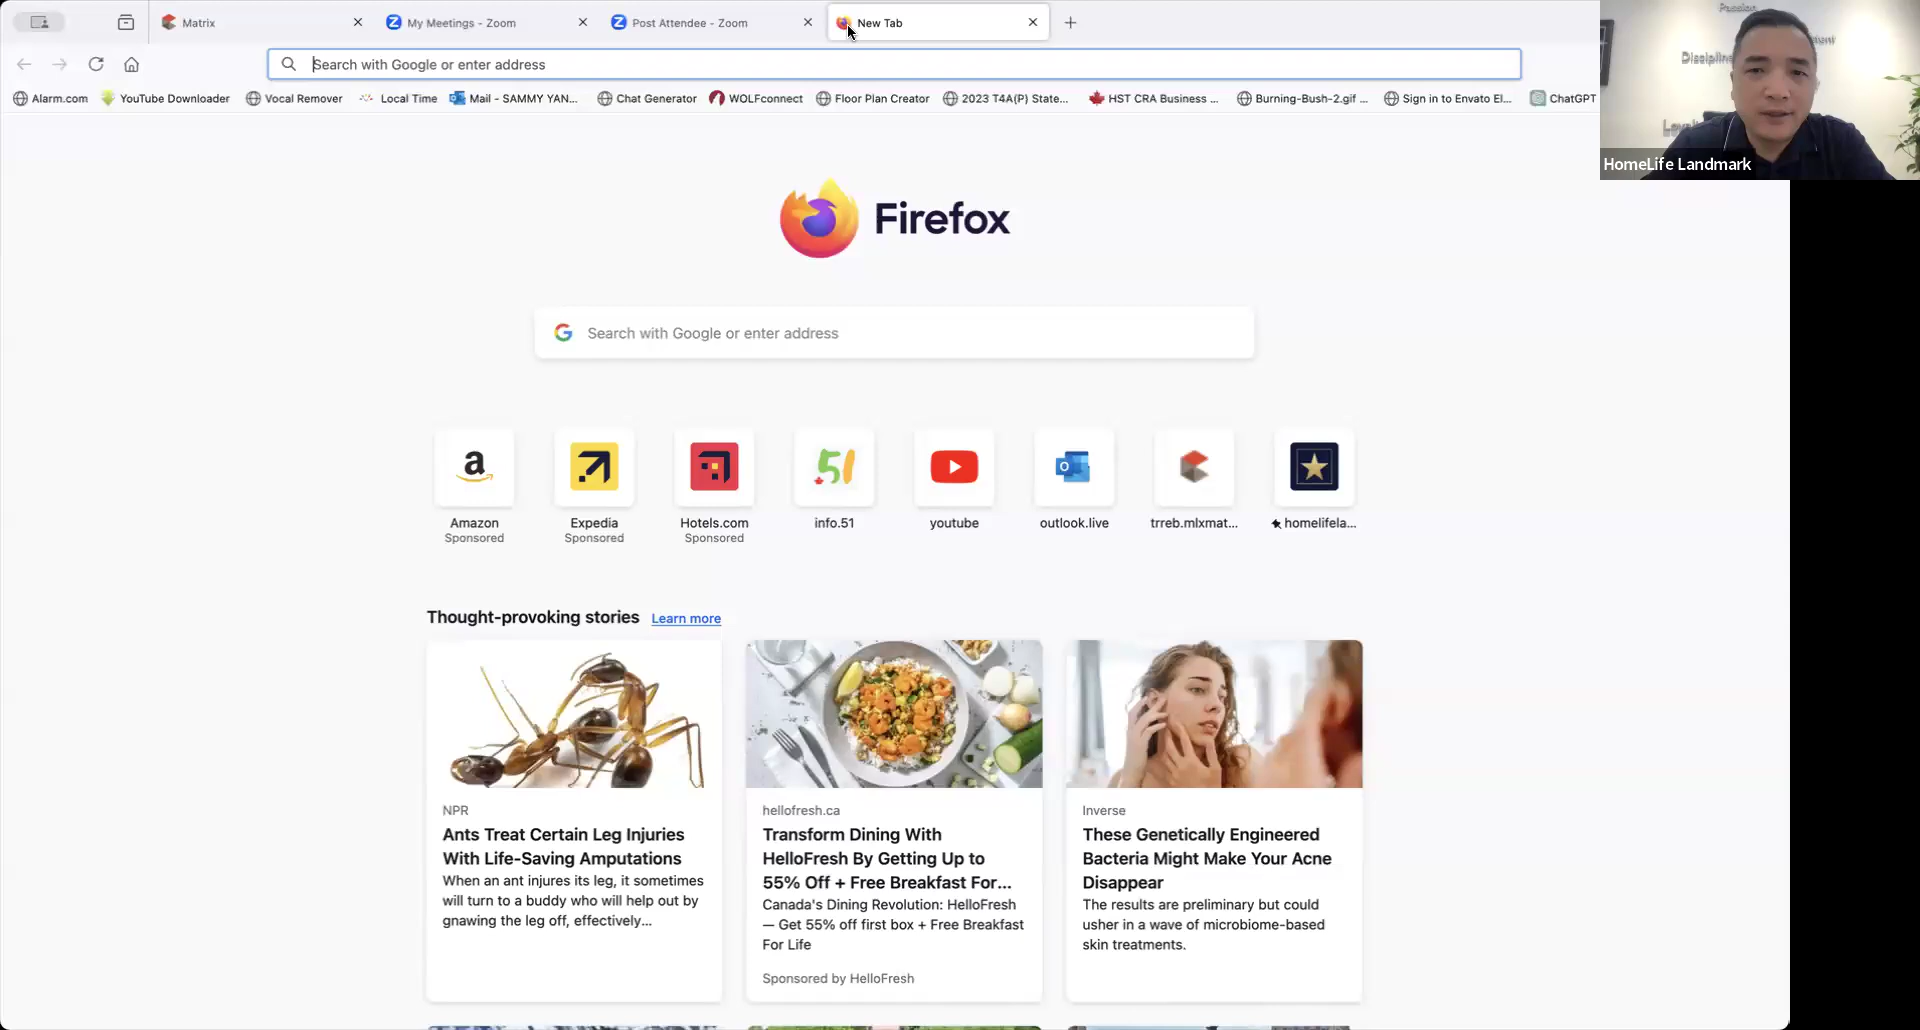 Matrix
My Meetings - Zoom
Post Attendee - Zoom
New Tab
Search with Google or enter address
Alarm.com
YouTube Downloader
Vocal Remover
Local Time
Mail - SAMMY YAN...
Chat Generator
WOLFconnect
Floor Plan Creator
2023 T4A(P) State...
HST CRA Business ...
Burning-Bush-2.gif ...
Sign in to Envato El...
ChatGPT
Passion
Discipline
HomeLife Landmark
Firefox
Search with Google or enter address
Amazon
Sponsored
Expedia
Sponsored
Hotels.com
Sponsored
info.51
youtube
outlook.live
trreb.mlxmat...
homelifela...
Thought-provoking stories Learn more
NPR
Ants Treat Certain Leg Injuries
With Life-Saving Amputations
When an ant injures its leg, it sometimes
will turn to a buddy who will help out by
gnawing the leg off, effectively...
hellofresh.ca
Transform Dining With
HelloFresh By Getting Up to
55% Off + Free Breakfast For...
Canada's Dining Revolution: HelloFresh
— Get 55% off first box + Free Breakfast
For Life
Sponsored by HelloFresh
Inverse
These Genetically Engineered
Bacteria Might Make Your Acne
Disappear
The results are preliminary but could
usher in a wave of microbiome-based
skin treatments.